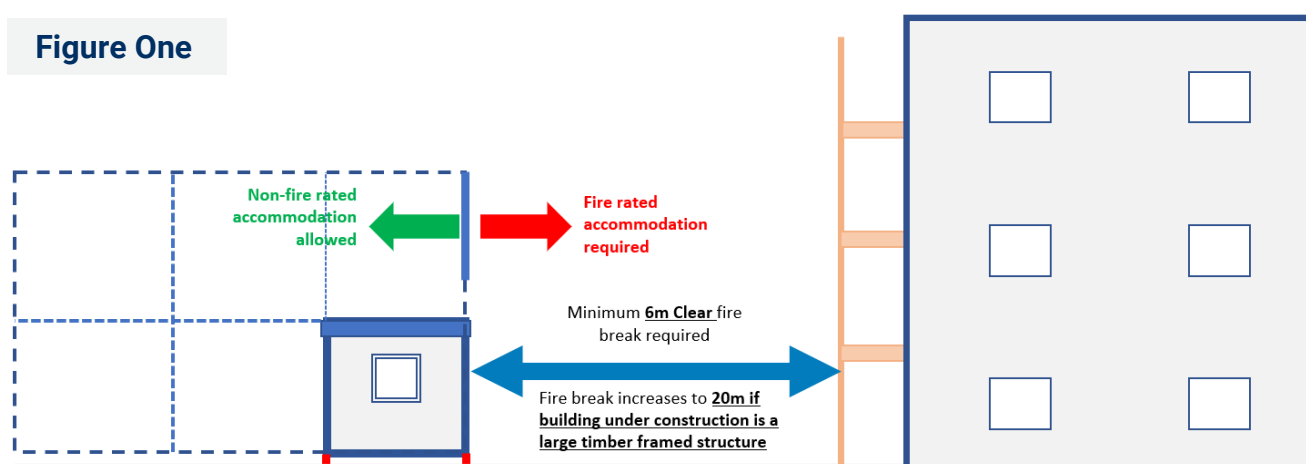 Figure One
Non-fire rated
accommodation
allowed
Fire rated
accommodation
required
Minimum 6m Clear fire
break required
Fire break increases to 20m if
building under construction is a
large timber framed structure